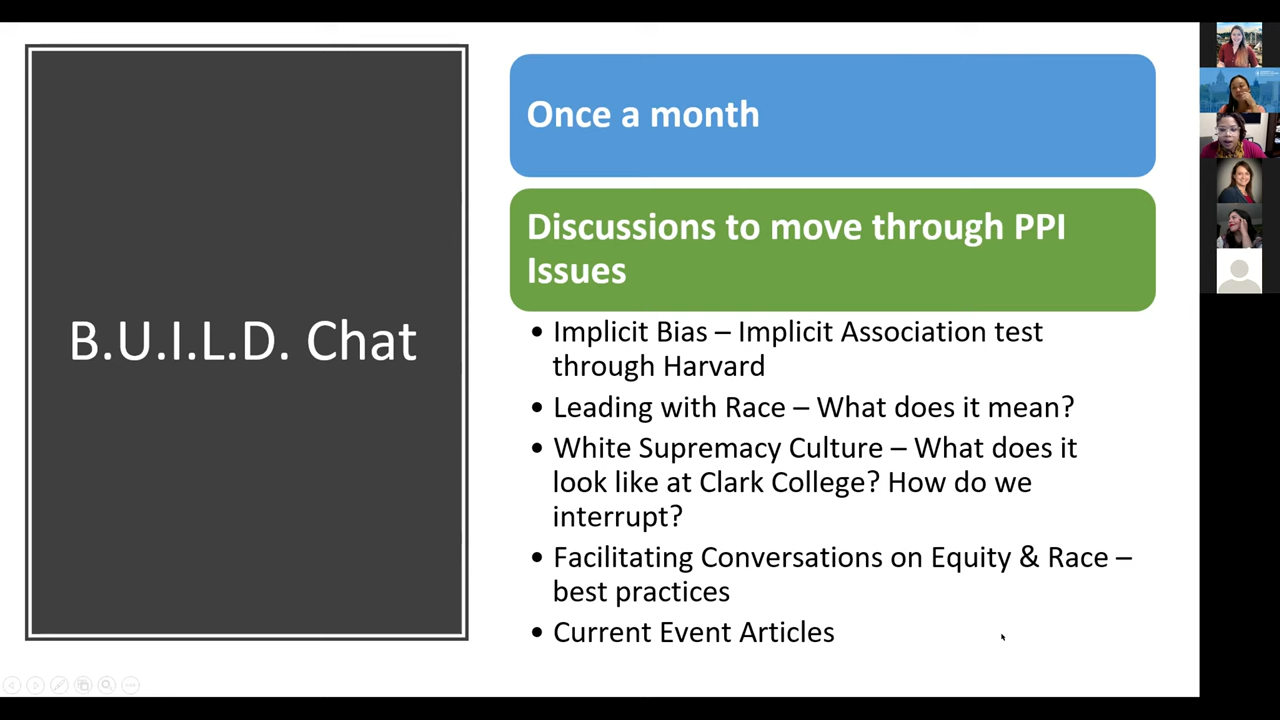 B.U.I.L.D. Chat
Once a month
Discussions to move through PPI
Issues
• Implicit Bias – Implicit Association test
through Harvard
• Leading with Race – What does it mean?
• White Supremacy Culture – What does it
look like at Clark College? How do we
interrupt?
• Facilitating Conversations on Equity & Race –
best practices
• Current Event Articles